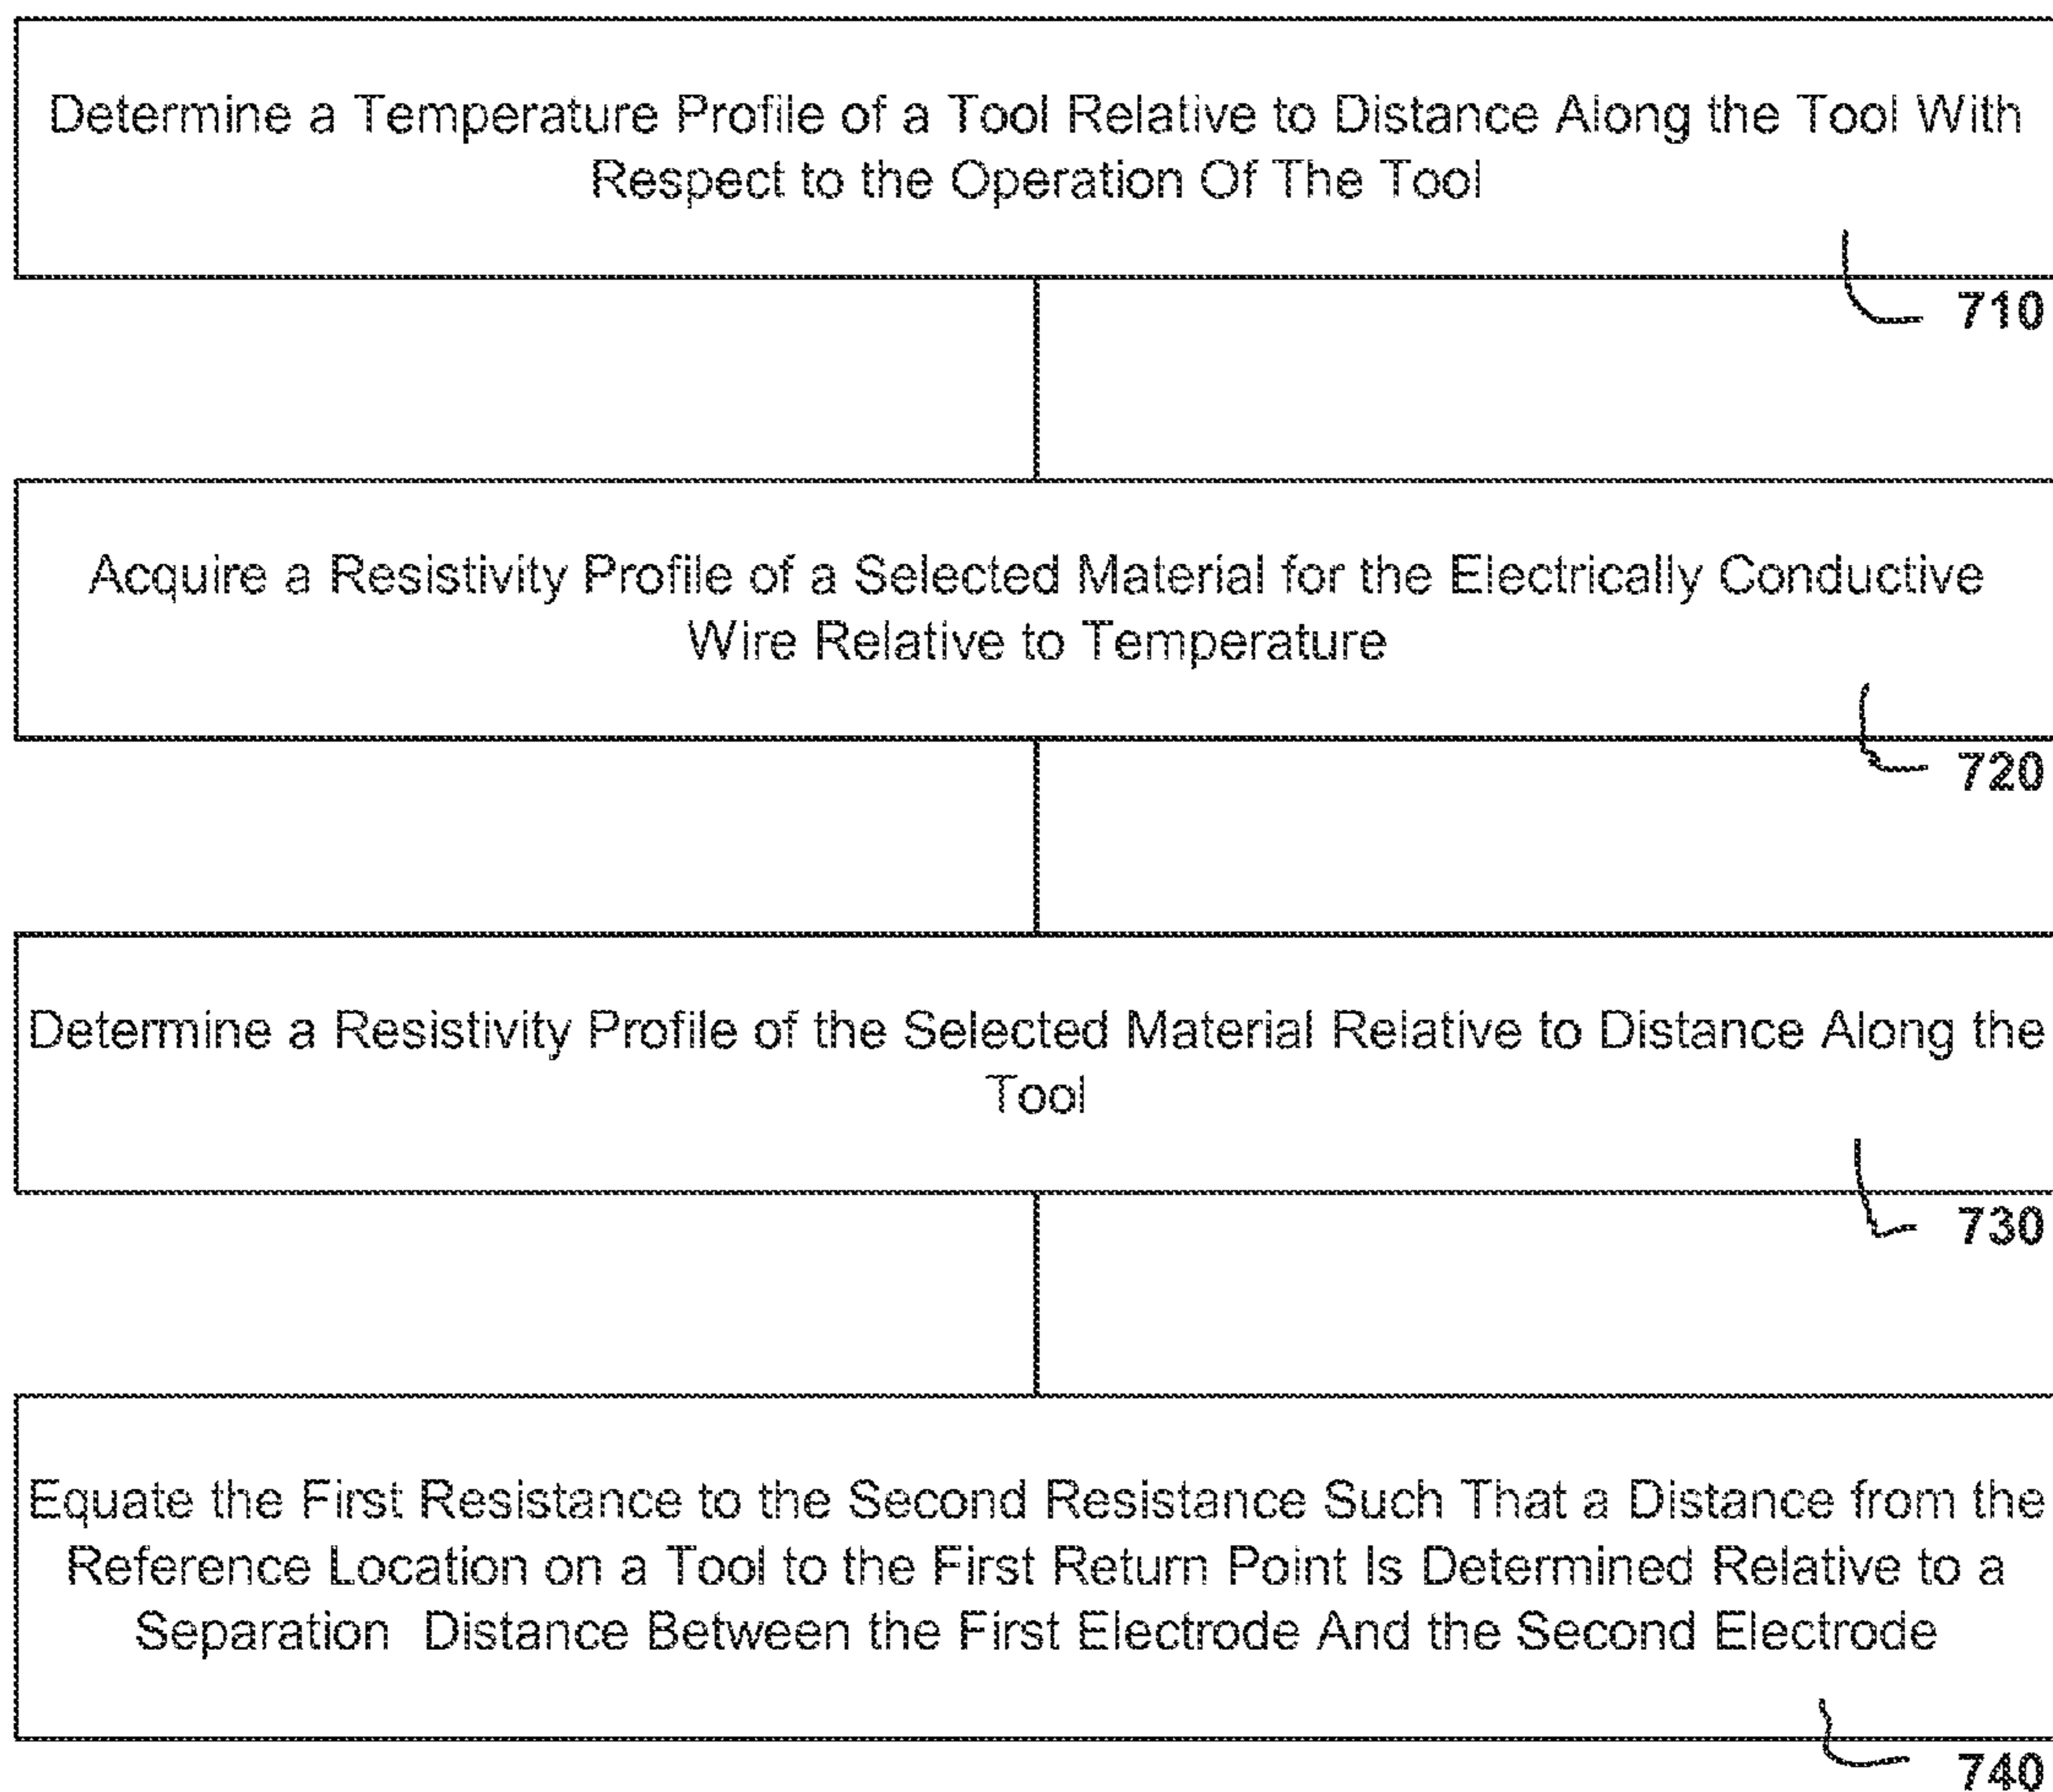 Determine a Temperature Profile of a Tool Relative to Distance Along the Tool With
Respect to the Operation Of The Tool
710
Acquire a Resistivity Profile of a Selected Material for the Electrically Conductive
Wire Relative to Temperature
720
Determine a Resistivity Profile of the Selected Material Relative to Distance Along the
Tool
730
Equate the First Resistance to the Second Resistance Such That a Distance from the
Reference Location on a Tool to the First Return Point Is Determined Relative to a
Separation Distance Between the First Electrode And the Second Electrode
740